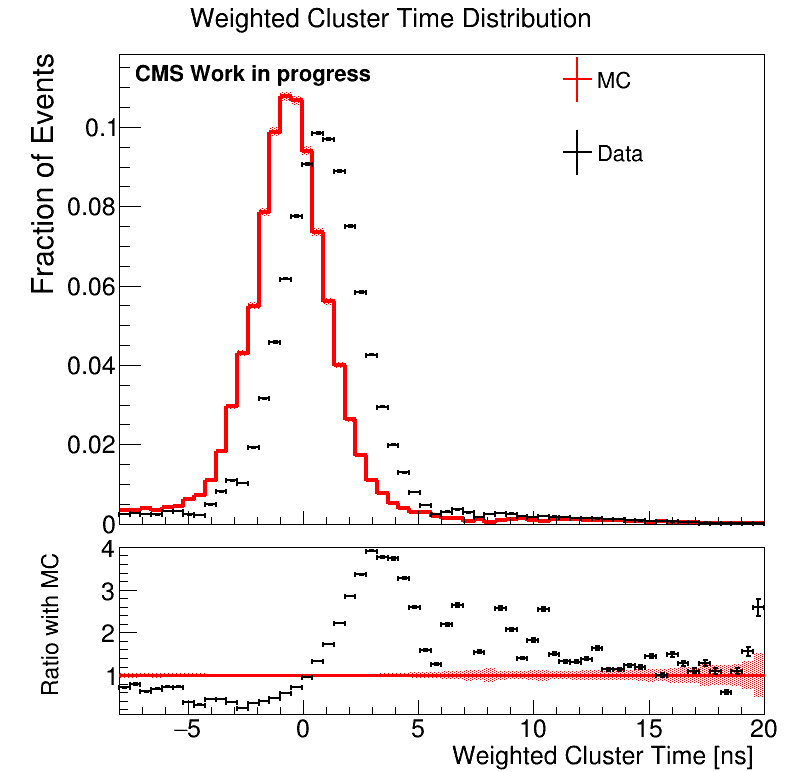 Weighted Cluster Time Distribution
CMS Work in progress
MC
Data
Fraction of Events
0.1
0.08
0.06
0.04
0.02
0
Ratio with MC
4
3
2
1
−5 0 5 10 15 20
Weighted Cluster Time [ns]